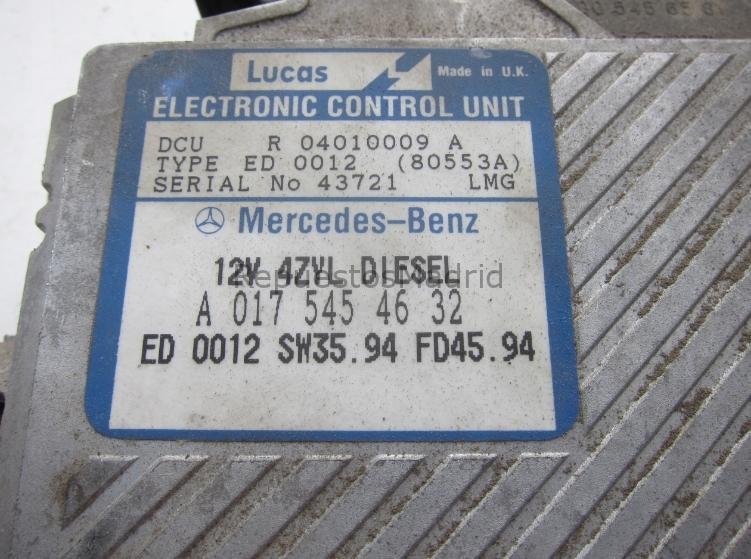 Lucas
Made in U.K.
ELECTRONIC CONTROL UNIT
DCU R 04010009 A
TYPE ED 0012 (80553A)
SERIAL No 43721 LMG
Mercedes-Benz
12V 4ZYL DIESEL
RepuestosMadrid
A 017 545 46 32
ED 0012 SW35.94 FD45.94